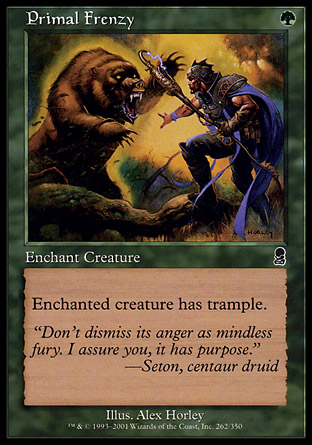 Primal Frenzy
HORLEY
Enchant Creature
Enchanted creature has trample.
“Don’t dismiss its anger as mindless
fury. I assure you, it has purpose.”
—Seton, centaur druid
Illus. Alex Horley
™ & © 1993–2001 Wizards of the Coast, Inc. 262/350